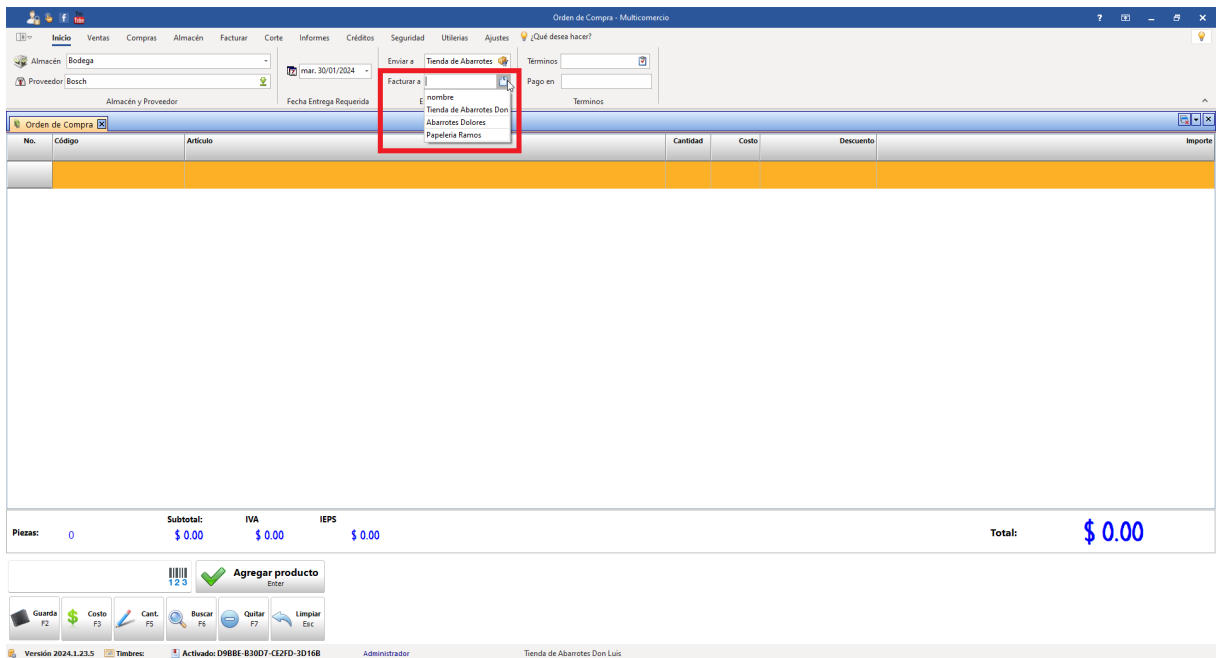 Orden de Compra - Multicomercio
Inicio Ventas Compras Almacén Facturar Corte Informes Créditos Seguridad Utilerias Ajustes ¿Qué desea hacer?
Almacén Bodega
Proveedor Bosch
Almacén y Proveedor
mar. 30/01/2024
Fecha Entrega Requerida
Enviar a Tienda de Abarrotes
Facturar a
nombre
Tienda de Abarrotes Don
Abarrotes Dolores
Papeleria Ramos
Términos
Pago en
Terminos
Orden de Compra
No. Código Artículo Cantidad Costo Descuento Importe
Piezas: 0
Subtotal: IVA IEPS
$ 0.00 $ 0.00 $ 0.00
Total: $ 0.00
123
Agregar producto
Enter
Guarda F2
Costo F3
Cant. F5
Buscar F6
Quitar F7
Limpiar Esc
Versión 2024.1.23.5 Timbres: Activado: D9BBE-B30D7-CE2FD-3D16B Administrador Tienda de Abarrotes Don Luis